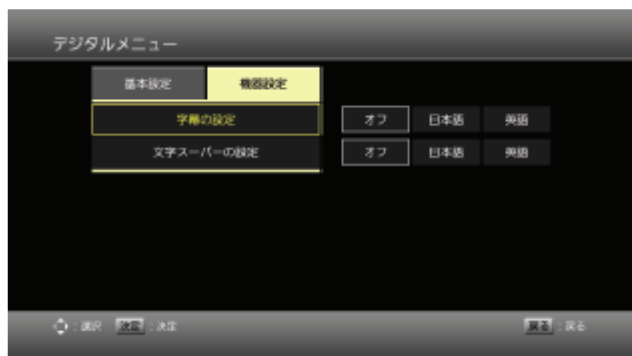 デジタルメニュー
基本設定 機器設定
字幕の設定 オフ 日本語 英語
文字スーパーの設定 オフ 日本語 英語
:選択 決定:決定 戻る:戻る